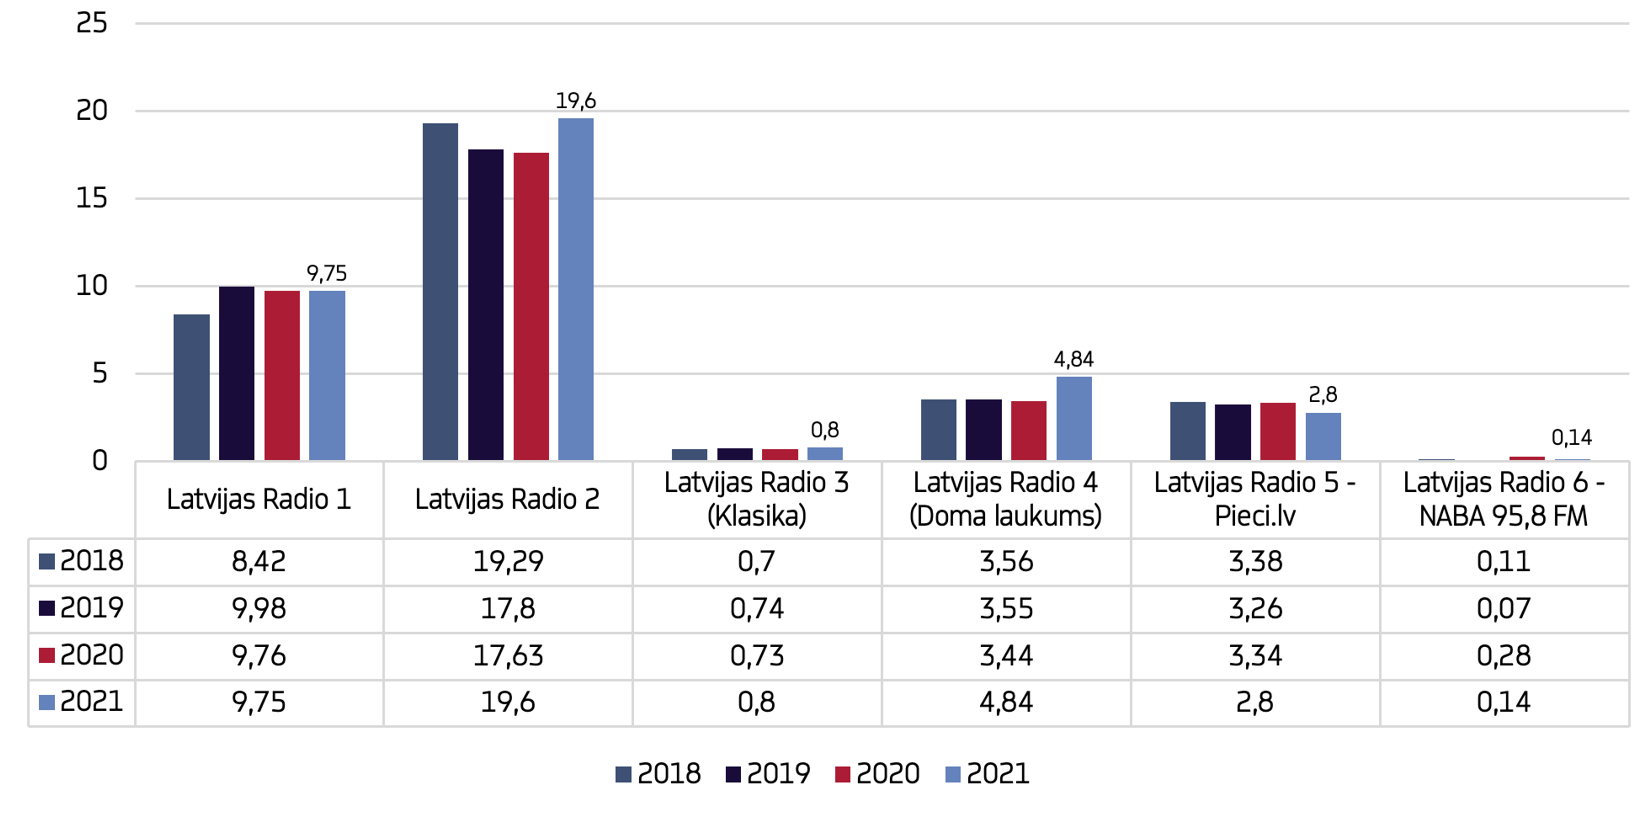 25
20
15
10
5
0
9,75
19,6
0,8
4,84
2,8
0,14
Latvijas Radio 1
Latvijas Radio 2
Latvijas Radio 3
(Klasika)
Latvijas Radio 4
(Doma laukums)
Latvijas Radio 5 -
Pieci.lv
Latvijas Radio 6 -
NABA 95,8 FM
2018 8,42 19,29 0,7 3,56 3,38 0,11
2019 9,98 17,8 0,74 3,55 3,26 0,07
2020 9,76 17,63 0,73 3,44 3,34 0,28
2021 9,75 19,6 0,8 4,84 2,8 0,14
2018 2019 2020 2021